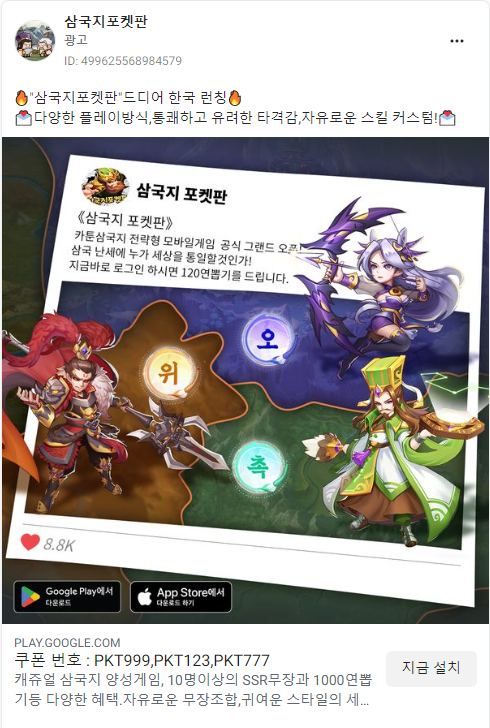 삼국지포켓판
광고
ID: 499625568984579
🔥"삼국지포켓판"드디어 한국 런칭🔥
💌다양한 플레이방식,통쾌하고 유려한 타격감,자유로운 스킬 커스텀!💌
삼국지 포켓판
《삼국지 포켓판》
카툰삼국지 전략형 모바일게임 공식 그랜드 오픈!
삼국 난세에 누가 세상을 통일할것인가!
지금바로 로그인 하시면 120연뽑기를 드립니다.
오
위
촉
8.8K
Google Play에서
다운로드
App Store에서
다운로드 하기
PLAY.GOOGLE.COM
쿠폰 번호 : PKT999,PKT123,PKT777
캐쥬얼 삼국지 양성게임, 10명이상의 SSR무장과 1000연뽑
기등 다양한 혜택.자유로운 무장조합,귀여운 스타일의 세...
지금 설치